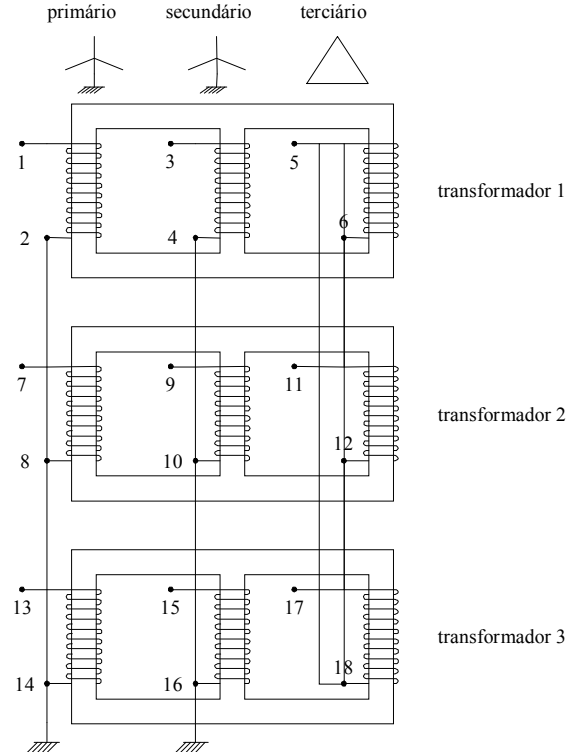 primário secundário terciário
1 3 5
transformador 1
2 4 6
7 9 11
transformador 2
8 10 12
13 15 17
transformador 3
14 16 18